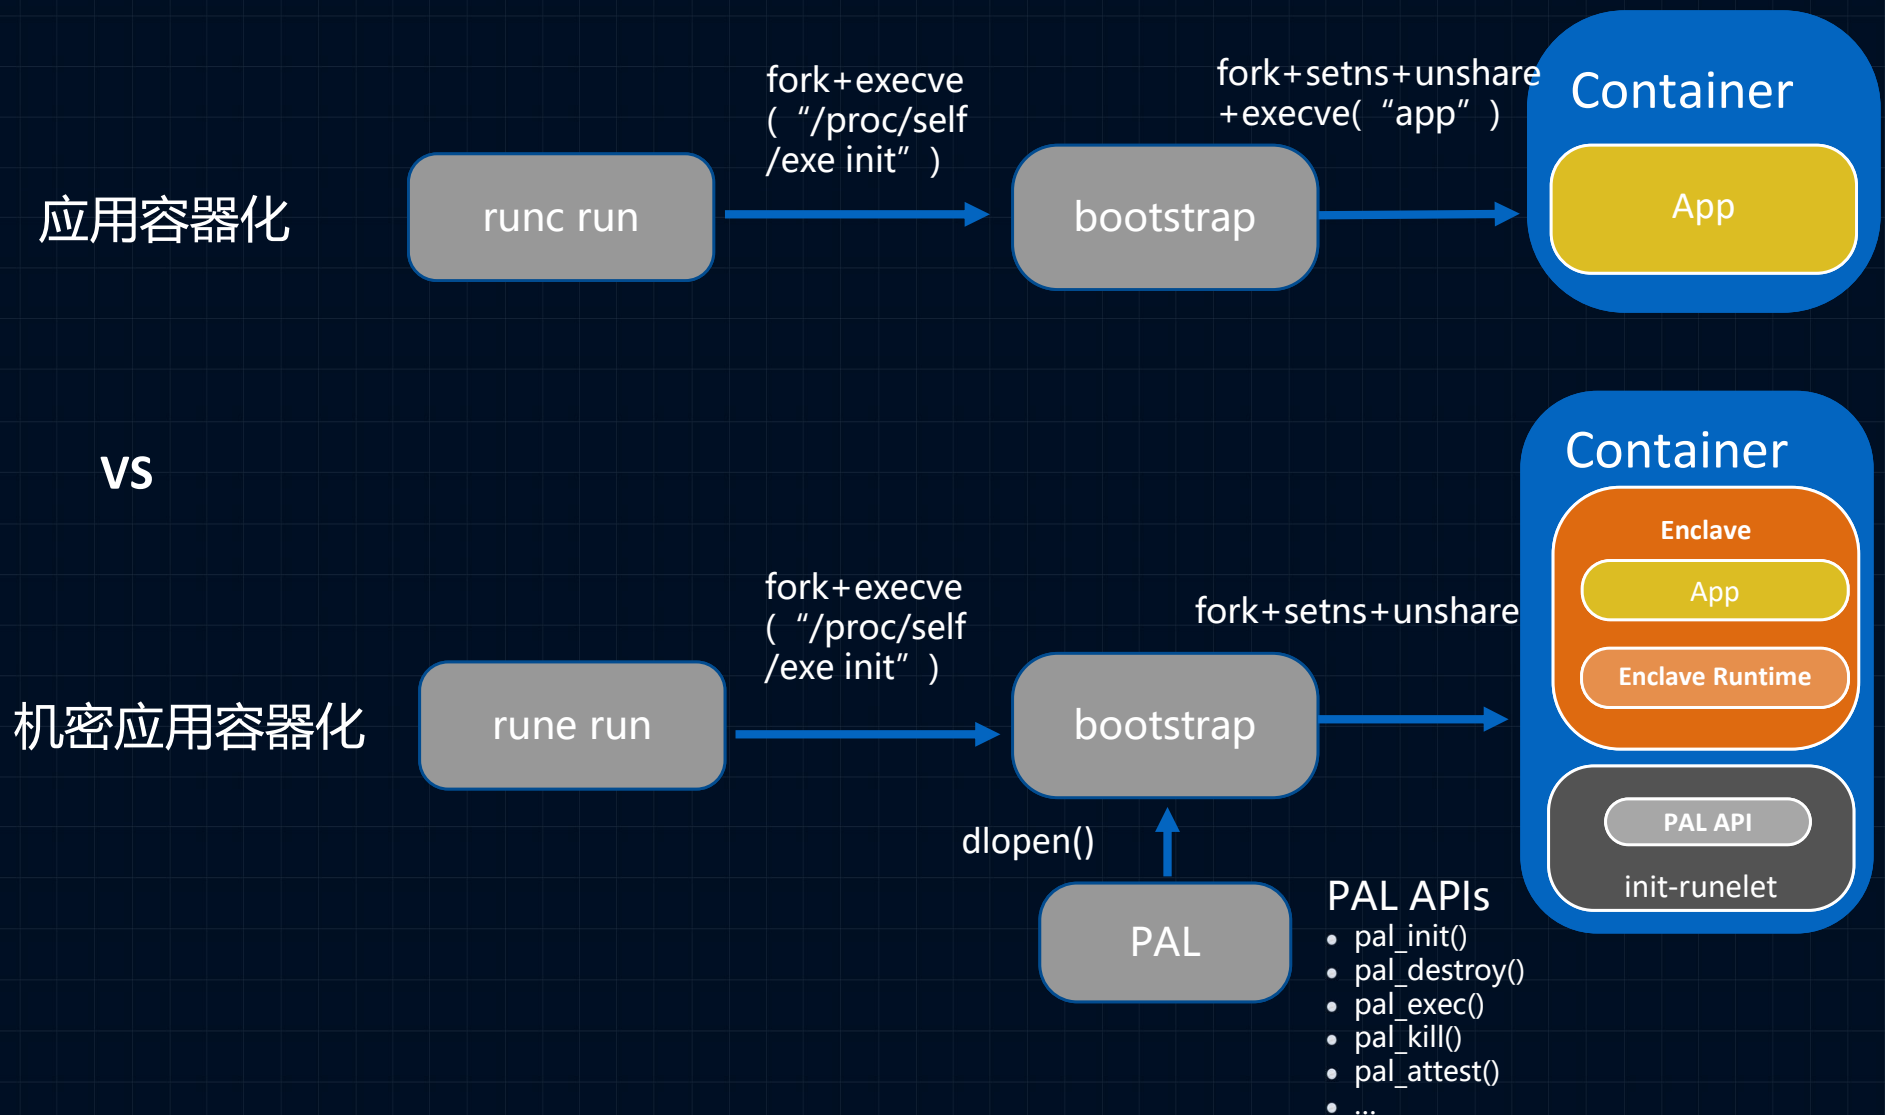 应用容器化
runc run
fork+execve
( “/proc/self
/exe init” )
bootstrap
fork+setns+unshare
+execve( “app” )
Container
App
vs
机密应用容器化
rune run
fork+execve
( “/proc/self
/exe init” )
bootstrap
fork+setns+unshare
Container
Enclave
App
Enclave Runtime
PAL API
init-runelet
dlopen()
PAL
PAL APIs
• pal_init()
• pal_destroy()
• pal_exec()
• pal_kill()
• pal_attest()
• ...